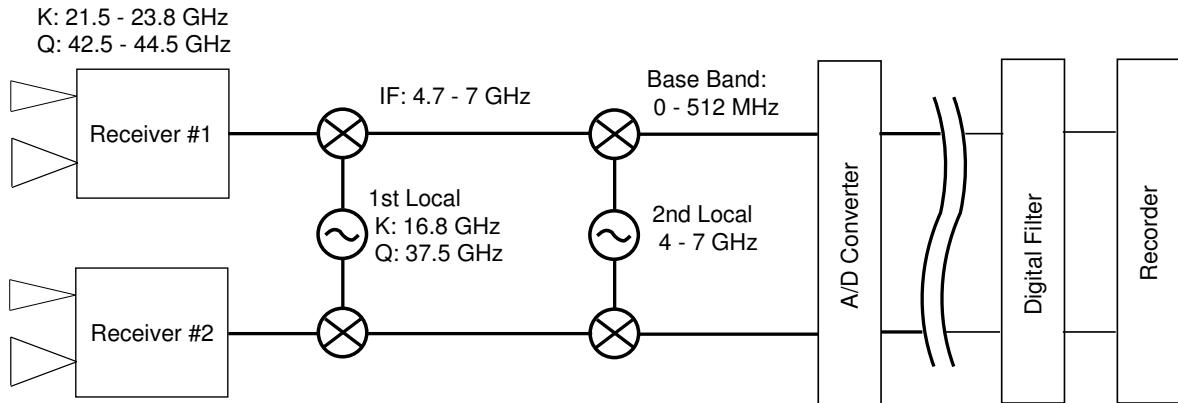 K: 21.5 - 23.8 GHz
Q: 42.5 - 44.5 GHz
Receiver #1
IF: 4.7 - 7 GHz
Base Band:
0 - 512 MHz
1st Local
K: 16.8 GHz
Q: 37.5 GHz
2nd Local
4 - 7 GHz
Receiver #2
A/D Converter
Digital Filter
Recorder